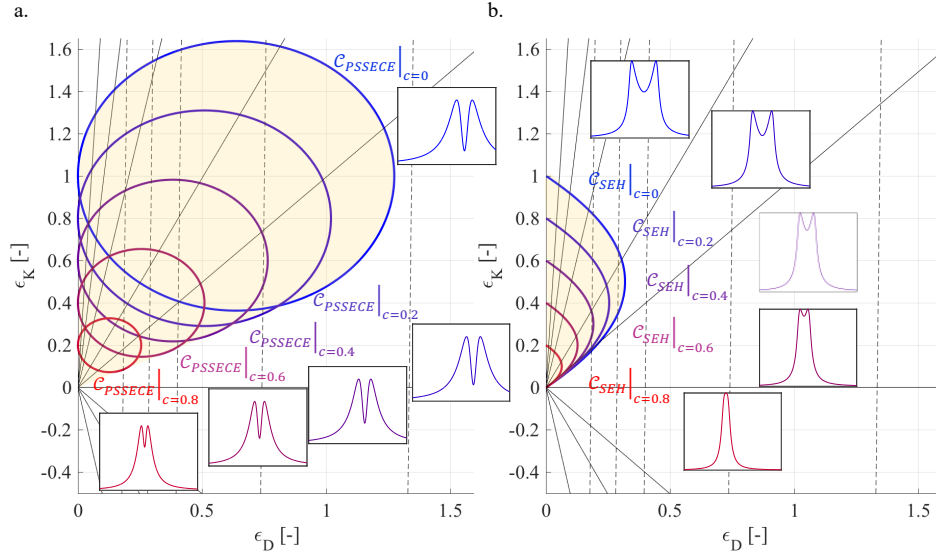 a.
1.6
1.4
1.2
1
0.8
0.6
0.4
0.2
0
-0.2
-0.4
ϵ_K [-]
0
0.5
1
1.5
ϵ_D [-]
𝒞_PSSECE|_c=0
𝒞_PSSECE|_c=0.2
𝒞_PSSECE|_c=0.4
𝒞_PSSECE|_c=0.6
𝒞_PSSECE|_c=0.8
b.
1.6
1.4
1.2
1
0.8
0.6
0.4
0.2
0
-0.2
-0.4
ϵ_K [-]
0
0.5
1
1.5
ϵ_D [-]
𝒞_SEH|_c=0
𝒞_SEH|_c=0.2
𝒞_SEH|_c=0.4
𝒞_SEH|_c=0.6
𝒞_SEH|_c=0.8